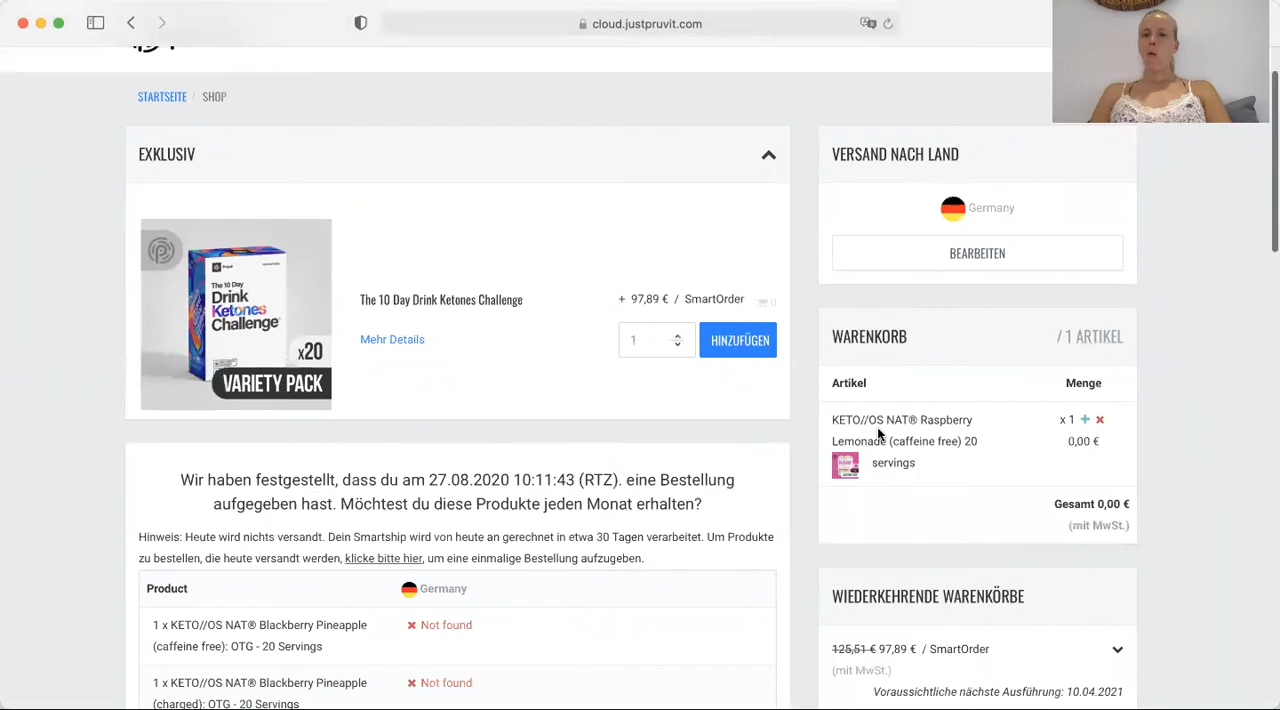 cloud.justpruvit.com
STARTSEITE / SHOP
EXKLUSIV
Prüvit
The 10 Day
Drink
Ketones
Challenge
x20
VARIETY PACK
The 10 Day Drink Ketones Challenge
Mehr Details
+ 97,89 € / SmartOrder
0
1
HINZUFÜGEN
Wir haben festgestellt, dass du am 27.08.2020 10:11:43 (RTZ). eine Bestellung
aufgegeben hast. Möchtest du diese Produkte jeden Monat erhalten?
Hinweis: Heute wird nichts versandt. Dein Smartship wird von heute an gerechnet in etwa 30 Tagen verarbeitet. Um Produkte
zu bestellen, die heute versandt werden, klicke bitte hier, um eine einmalige Bestellung aufzugeben.
Product Germany
1 x KETO//OS NAT® Blackberry Pineapple
(caffeine free): OTG - 20 Servings
Not found
1 x KETO//OS NAT® Blackberry Pineapple
(charged): OTG - 20 Servings
Not found
VERSAND NACH LAND
Germany
BEARBEITEN
WARENKORB / 1 ARTIKEL
Artikel Menge
KETO//OS NAT® Raspberry
Lemonade (caffeine free) 20
servings
x 1
0,00 €
Gesamt 0,00 €
(mit MwSt.)
WIEDERKEHRENDE WARENKÖRBE
125,51 € 97,89 € / SmartOrder
(mit MwSt.)
Voraussichtliche nächste Ausführung: 10.04.2021